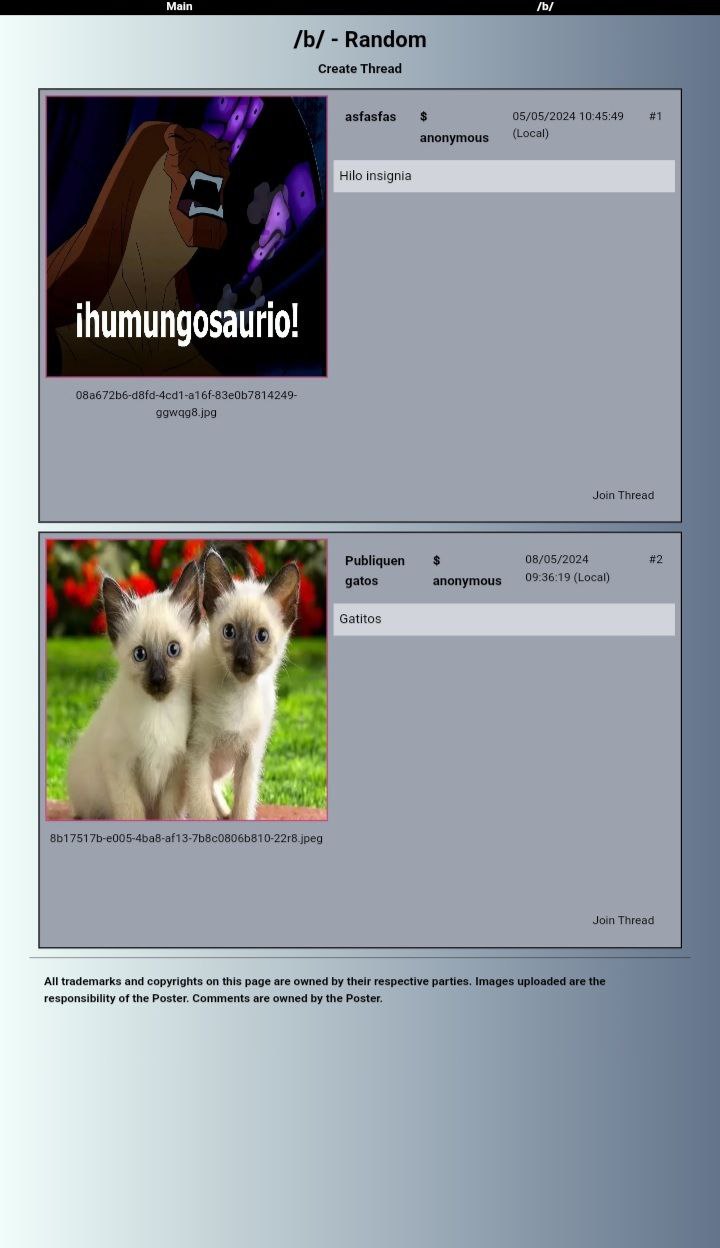 Main /b/
/b/ - Random
Create Thread
asfasfas $ anonymous 05/05/2024 10:45:49 (Local) #1
Hilo insignia
¡humungosaurio!
08a672b6-d8fd-4cd1-a16f-83e0b7814249-
ggwqg8.jpg
Join Thread
Publiquen gatos $ anonymous 08/05/2024 09:36:19 (Local) #2
Gatitos
8b17517b-e005-4ba8-af13-7b8c0806b810-22r8.jpeg
Join Thread
All trademarks and copyrights on this page are owned by their respective parties. Images uploaded are the
responsibility of the Poster. Comments are owned by the Poster.